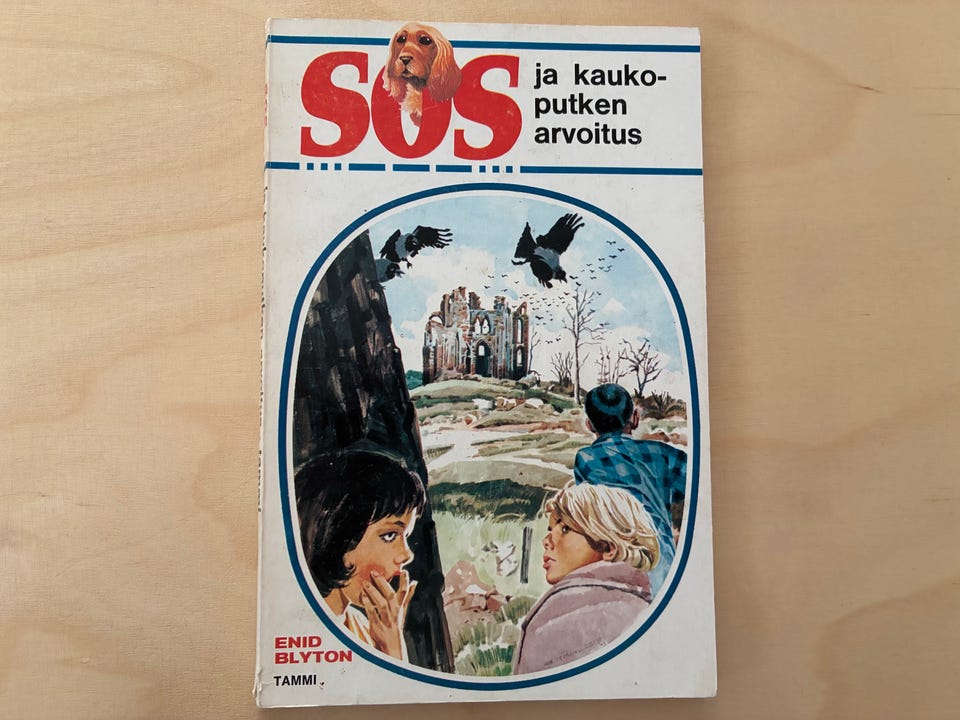 SOS
ja kauko-
putken
arvoitus
ENID
BLYTON
TAMMI